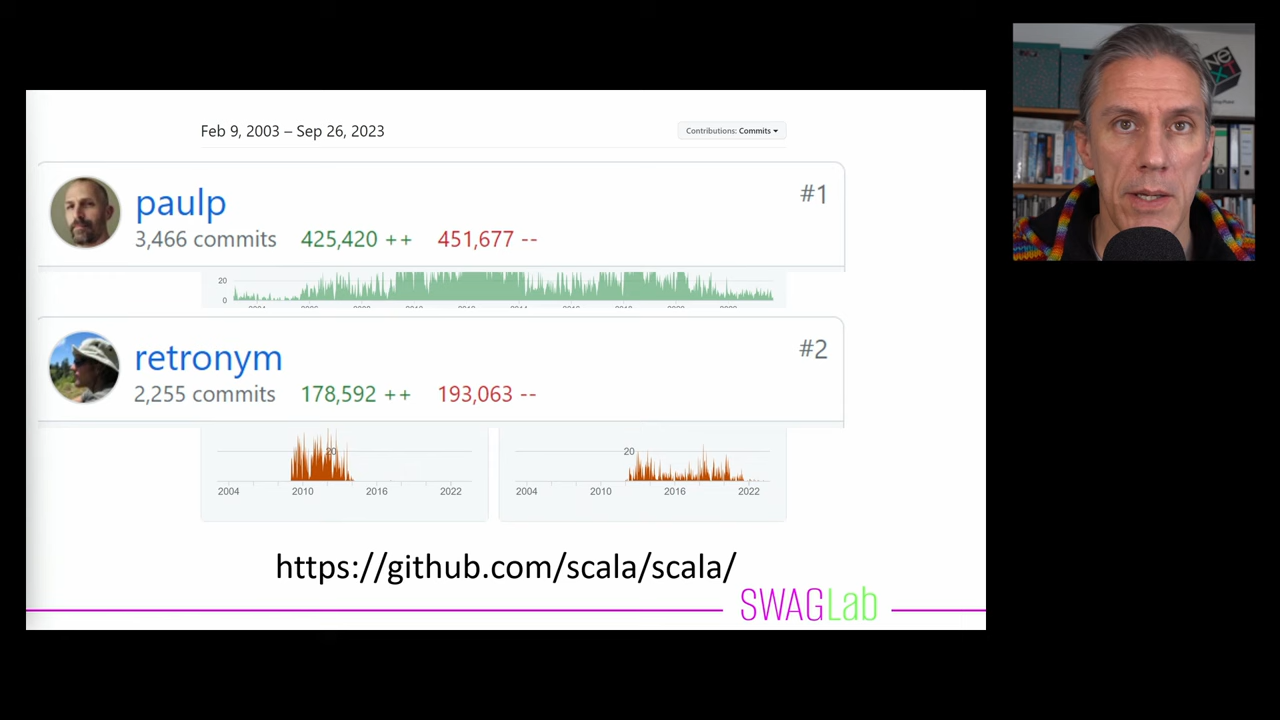 Feb 9, 2003 – Sep 26, 2023
Contributions: Commits
paulp
#1
3,466 commits 425,420 ++ 451,677 --
20
0
retronym
#2
2,255 commits 178,592 ++ 193,063 --
20
20
2004 2010 2016 2022
2004 2010 2016 2022
https://github.com/scala/scala/
SWAGLab
NeXT